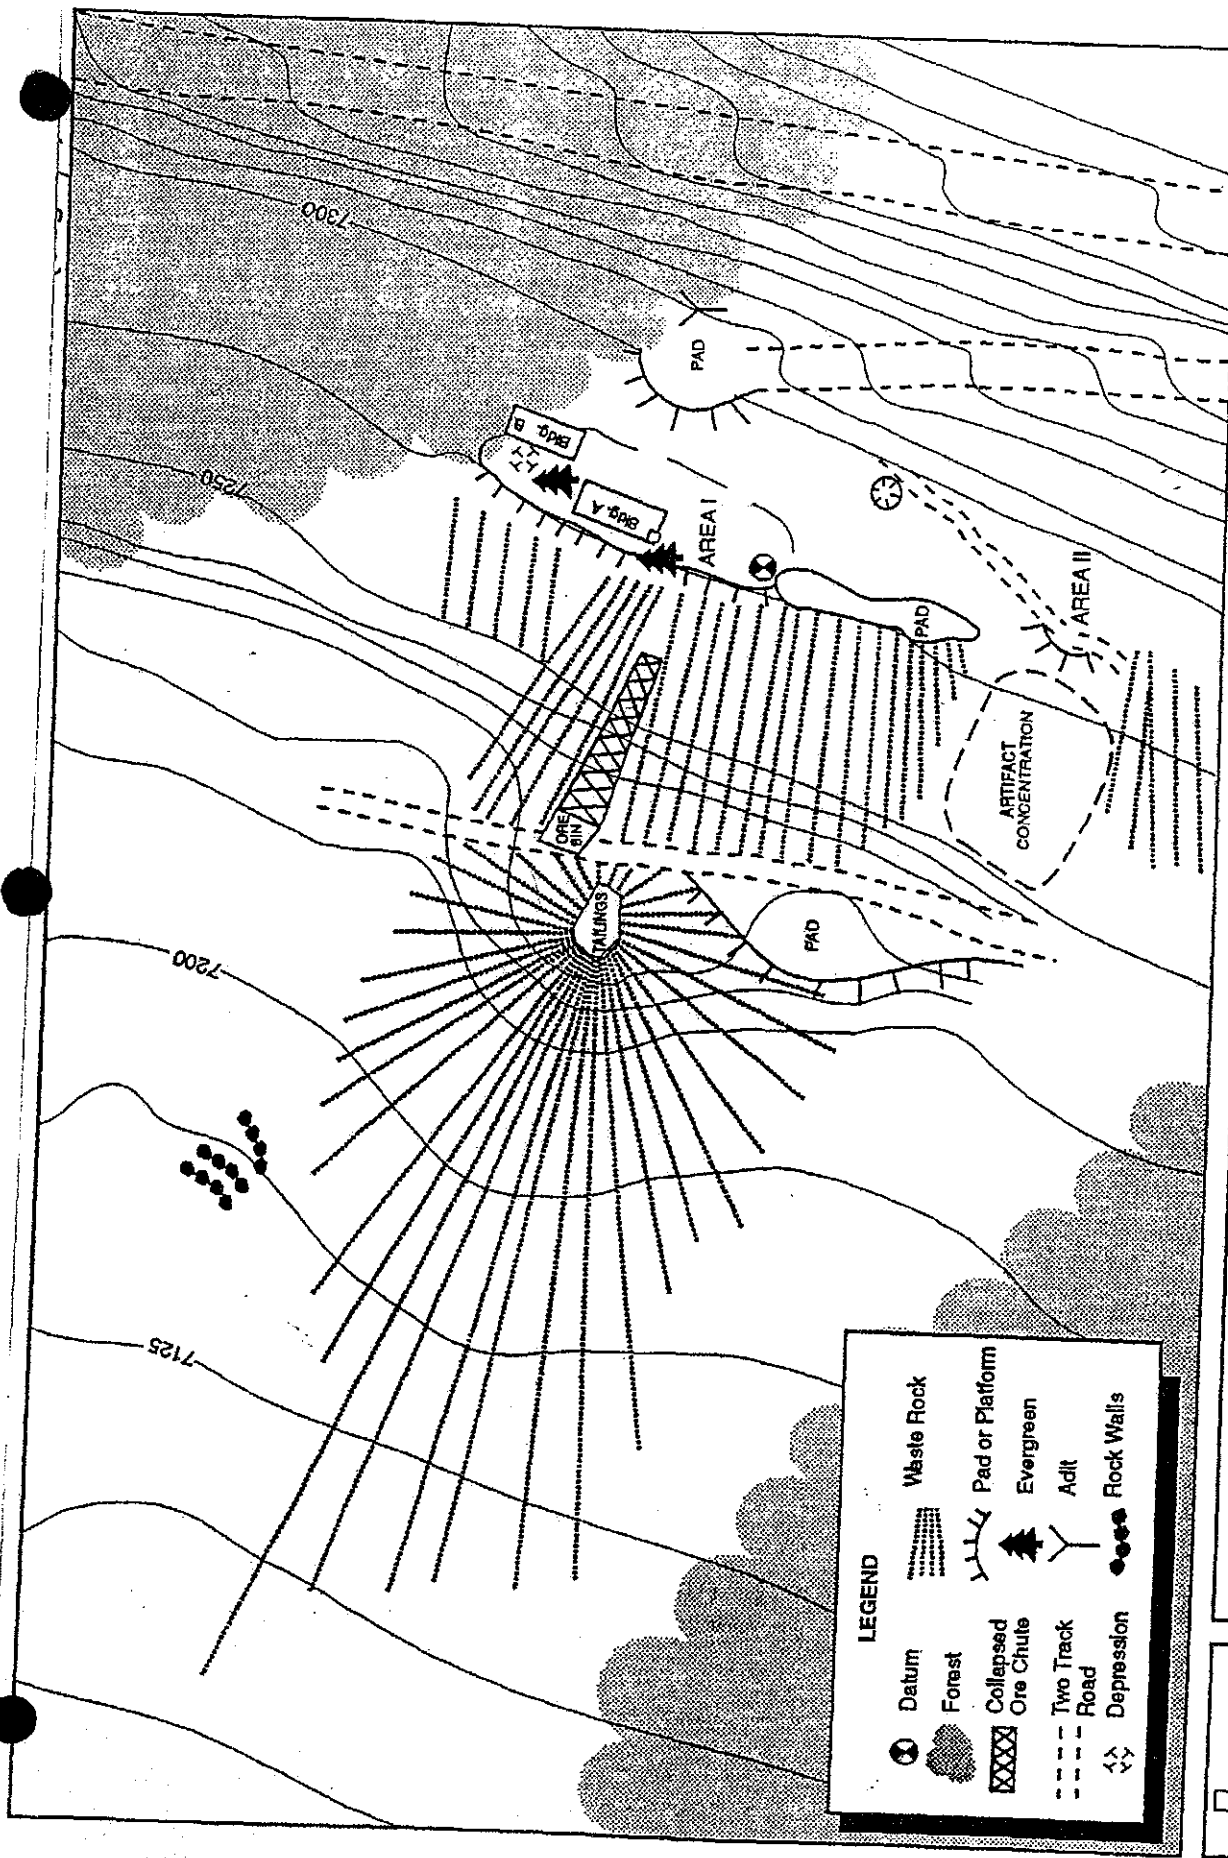 7300
7250
7200
7125
PAD
Bldg. B
Bldg. A
AREA I
PAD
AREA II
ARTIFACT
CONCENTRATION
ORE
BIN
TAILINGS
PAD
LEGEND
Datum
Forest
Collapsed
Ore Chute
Two Track
Road
Depression
Waste Rock
Pad or Platform
Evergreen
Adit
Rock Walls